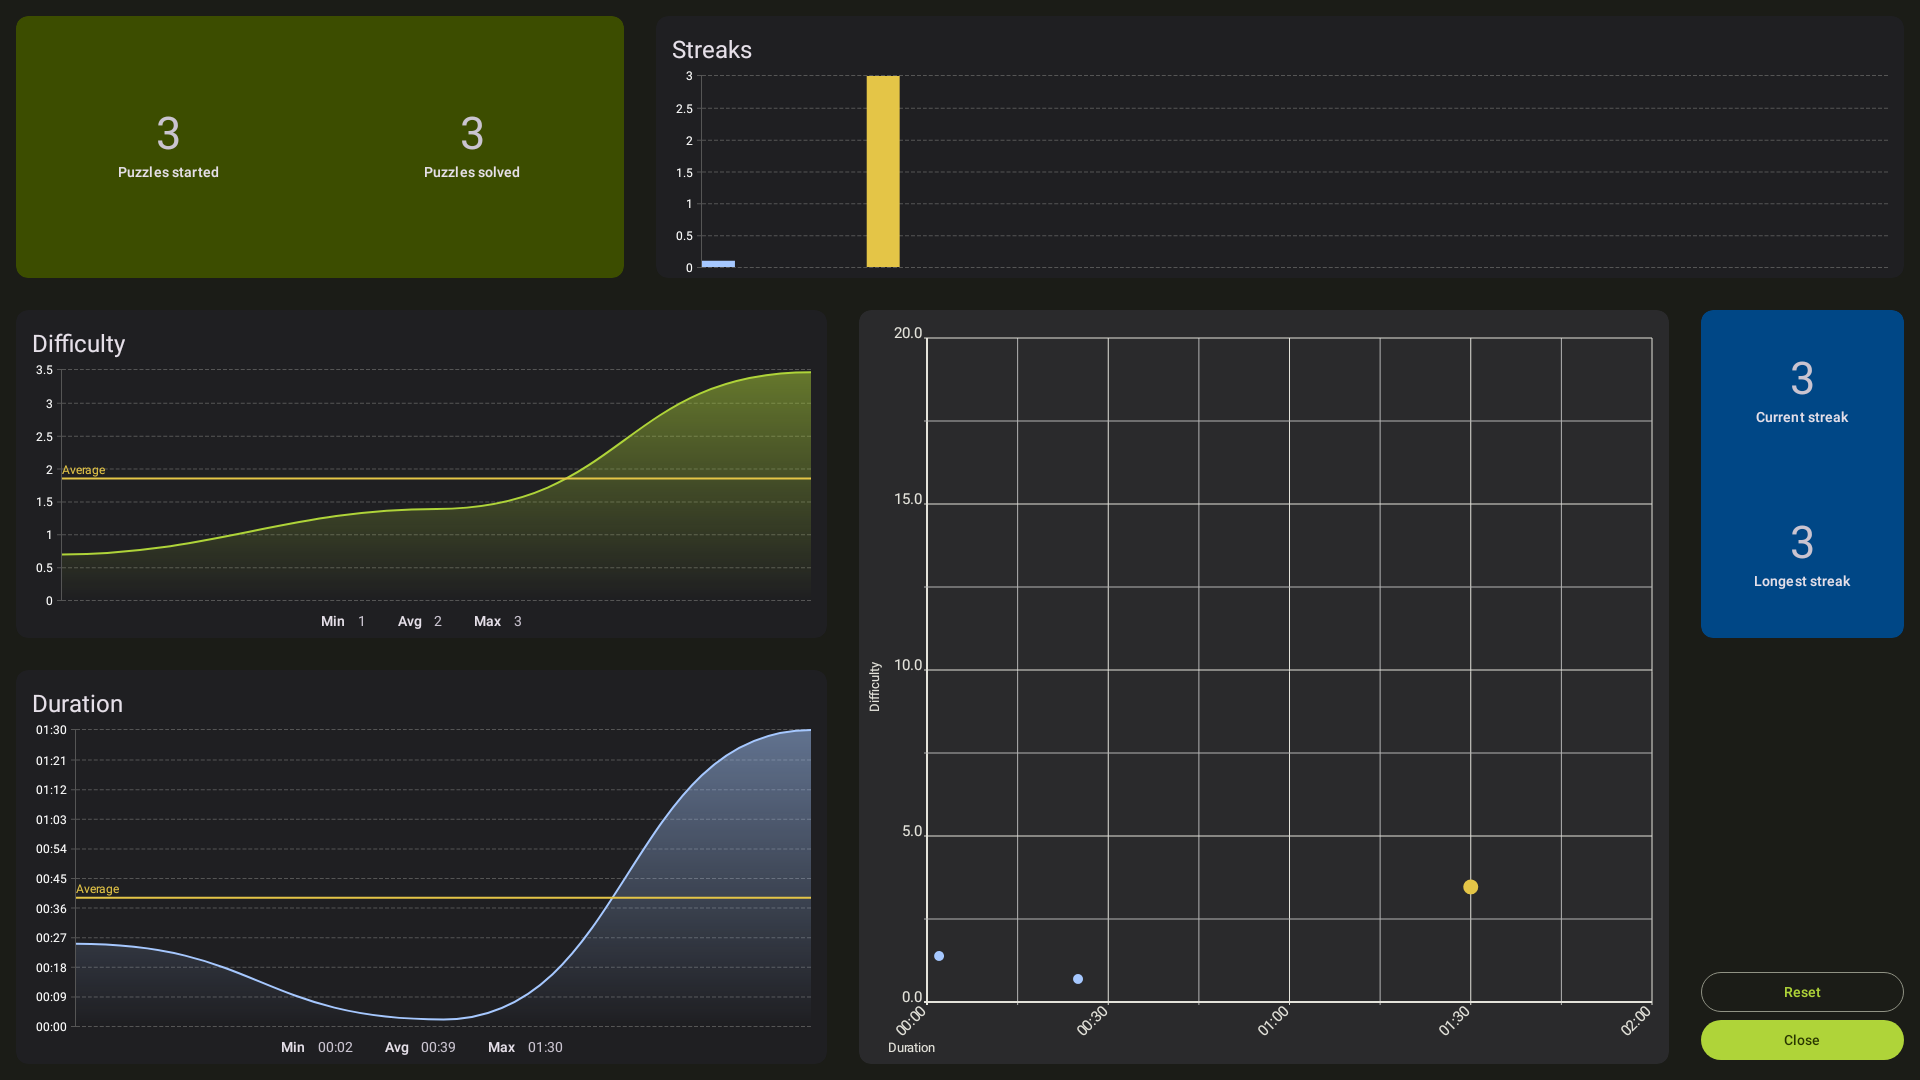 3
Puzzles started
3
Puzzles solved
Streaks
3
2.5
2
1.5
1
0.5
0
Difficulty
3.5
3
2.5
2
1.5
1
0.5
0
Average
Min 1 Avg 2 Max 3
Duration
01:30
01:21
01:12
01:03
00:54
00:45
00:36
00:27
00:18
00:09
00:00
Average
Min 00:02 Avg 00:39 Max 01:30
20.0
15.0
10.0
5.0
0.0
Difficulty
00:00 00:30 01:00 01:30 02:00
Duration
3
Current streak
3
Longest streak
Reset
Close